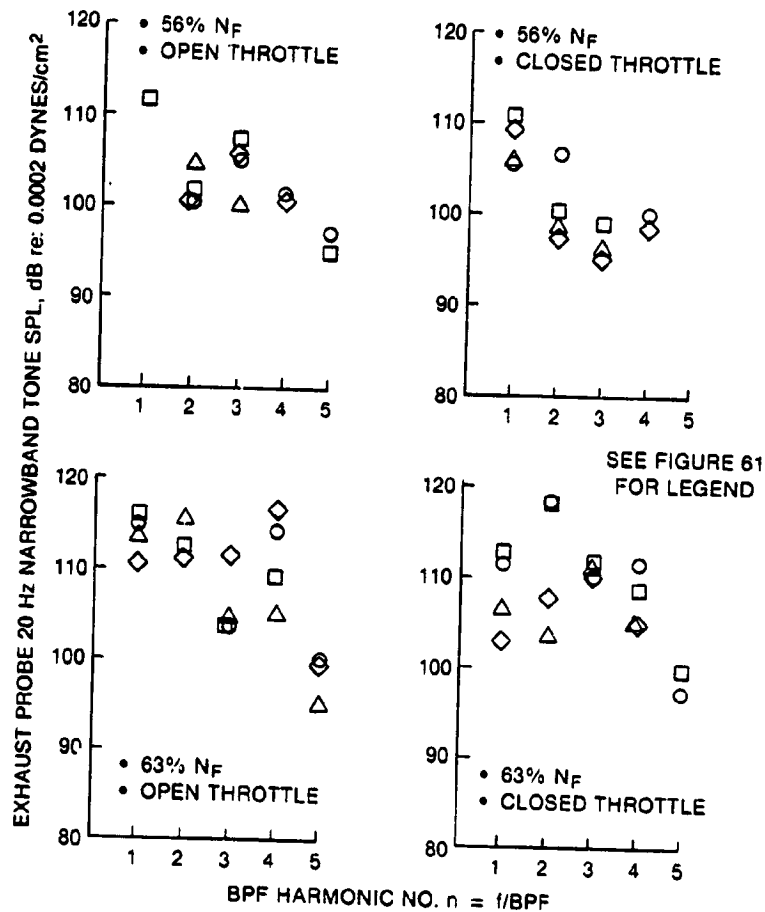 EXHAUST PROBE 20 Hz NARROWBAND TONE SPL, dB re: 0.0002 DYNES/cm²
120
110
100
90
80
• 56% NF
• OPEN THROTTLE
1 2 3 4 5
120
110
100
90
80
• 56% NF
• CLOSED THROTTLE
1 2 3 4 5
SEE FIGURE 61
FOR LEGEND
120
110
100
90
80
• 63% NF
• OPEN THROTTLE
1 2 3 4 5
120
110
100
90
80
• 63% NF
• CLOSED THROTTLE
1 2 3 4 5
BPF HARMONIC NO. n = f/BPF